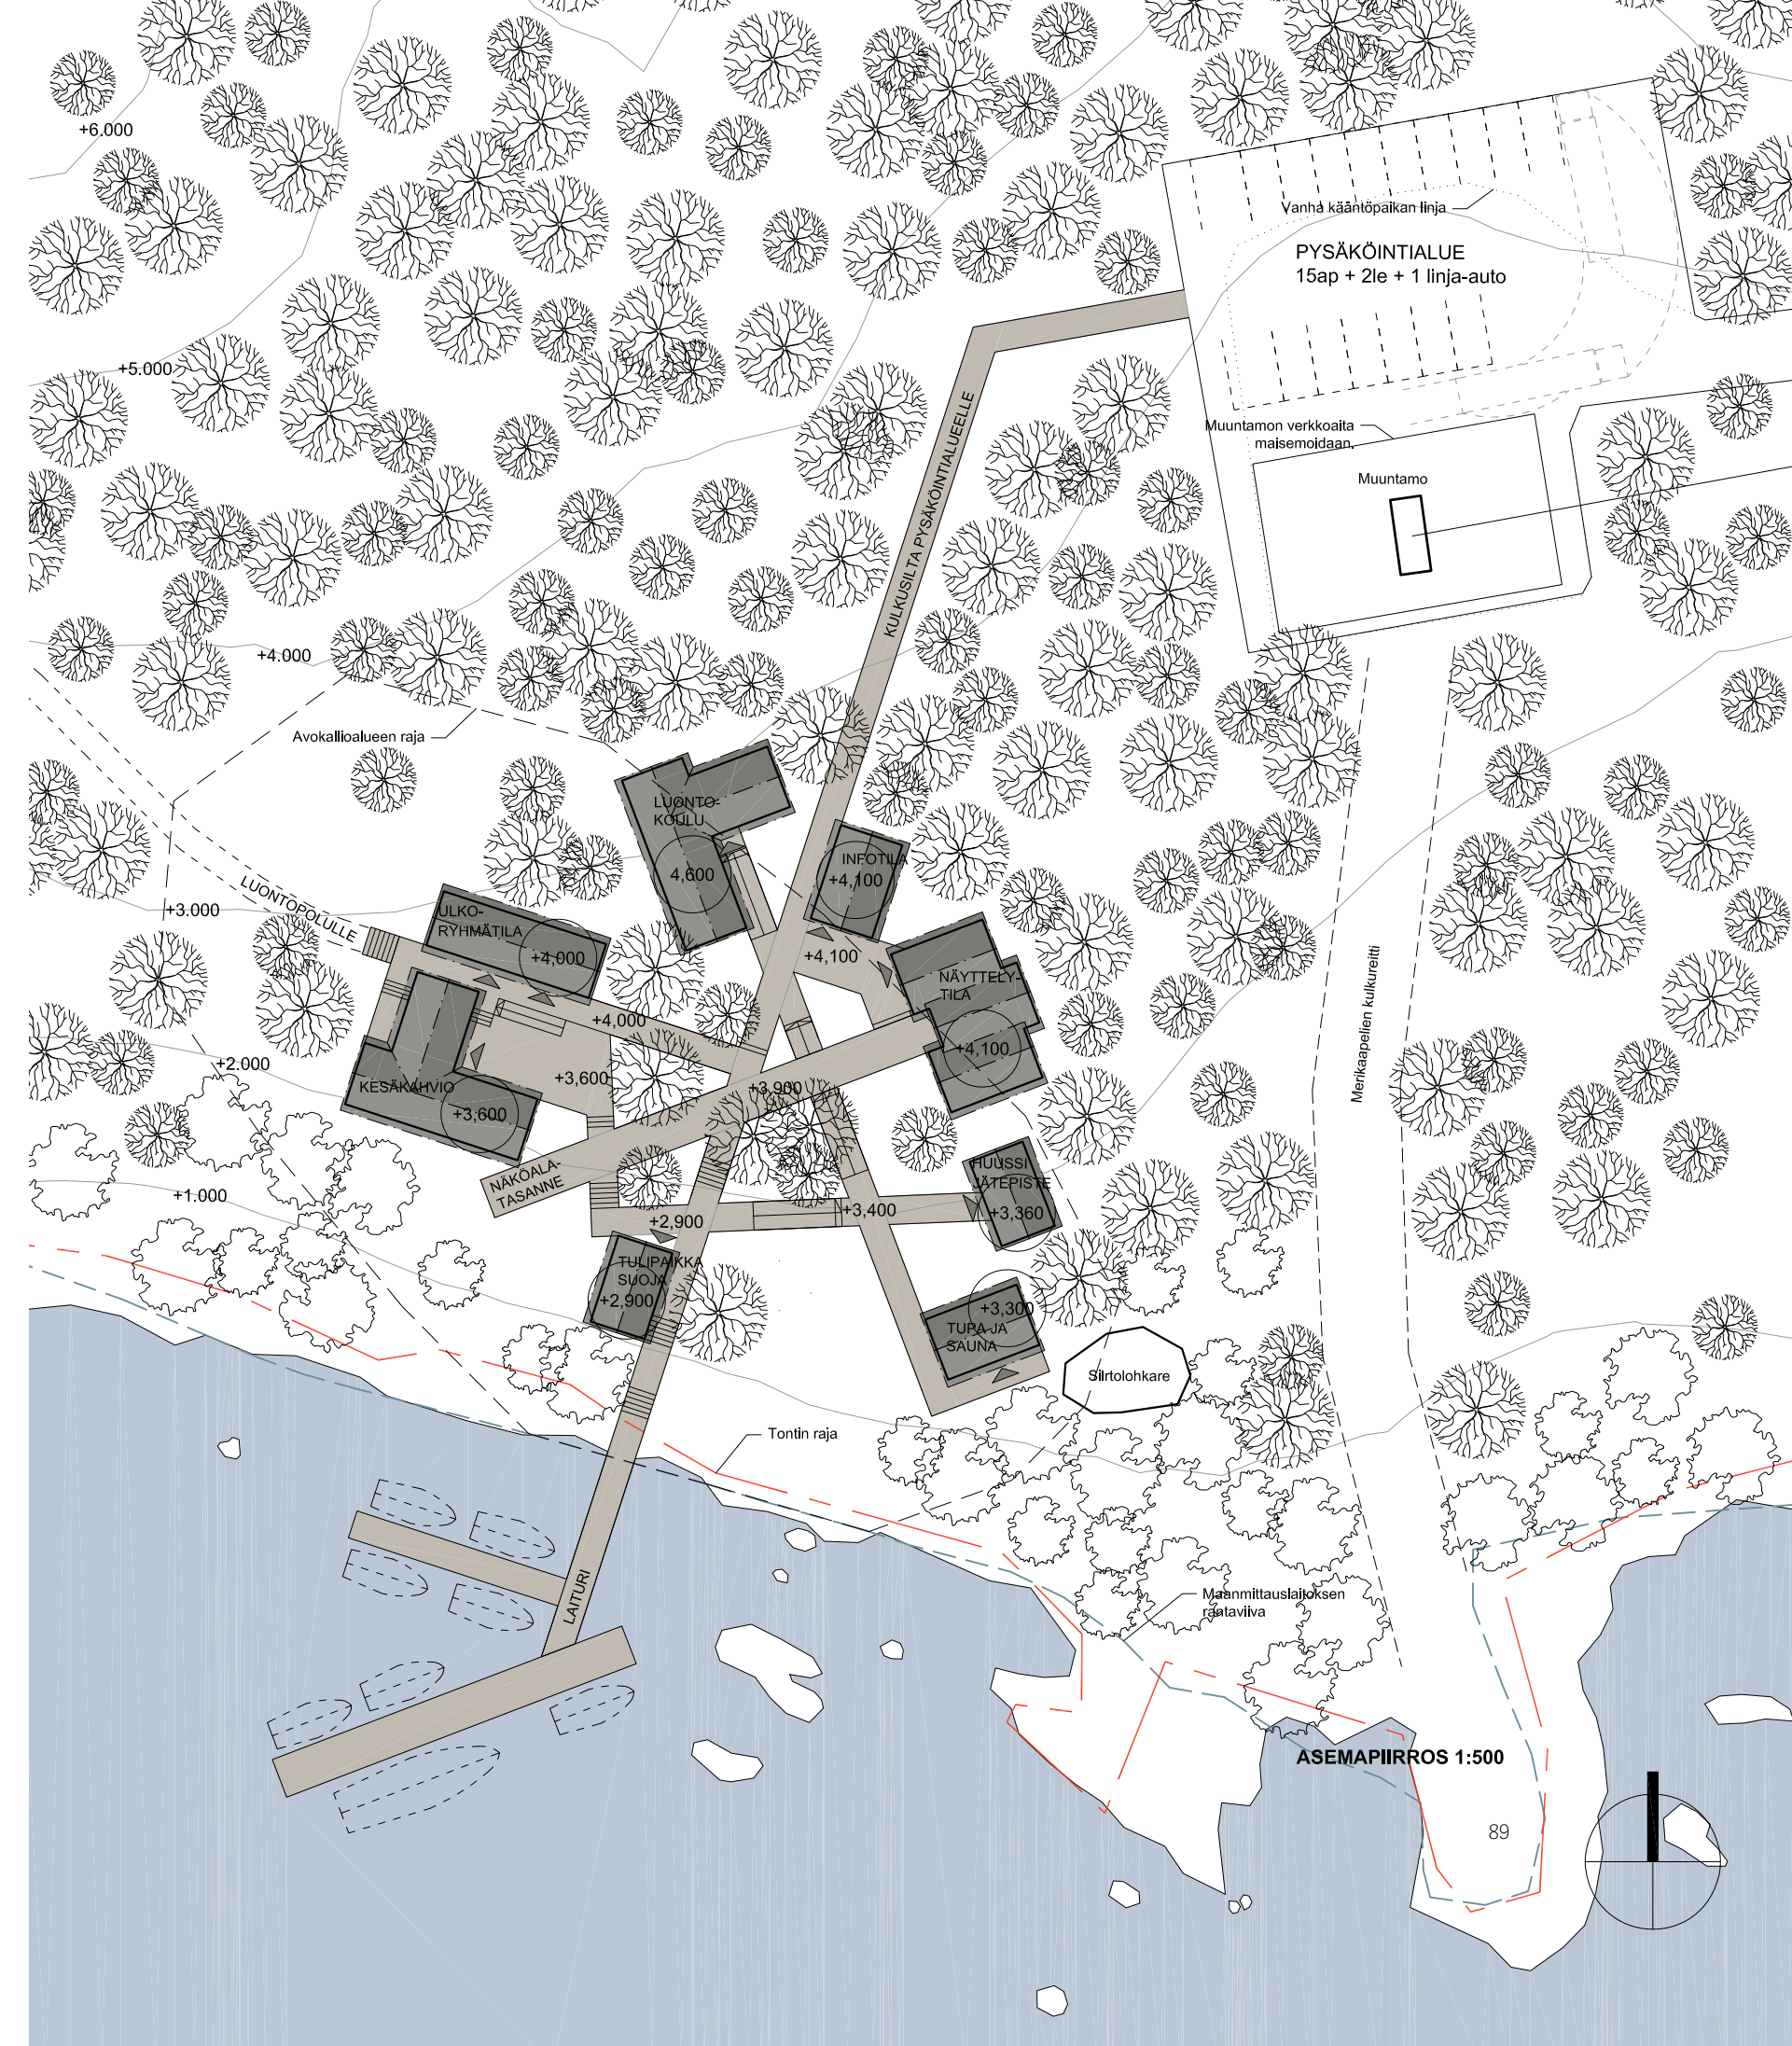 +6.000
Vanha kääntöpaikan linja
PYSÄKÖINTIALUE
15ap + 2le + 1 linja-auto
+5.000
Muuntamon verkkoaita
maisemoidaan.
Muuntamo
KULKUSILTA PYSÄKÖINTIALUEELLE
+4.000
Avokallioalueen raja
LUONTO-
KOULU
4,600
INFOTILA
+4,100
LUONTOPOLULLE
+3.000
ULKO-
RYHMÄTILA
+4,000
+4,100
NÄYTTELY-
TILA
+4,100
+4,000
Merikaapelien kulkureitti
+2.000
KESÄKAHVIO
+3,600
+3,600
+3,900
NÄKÖALA-
TASANNE
+1.000
HUUSSI
JÄTEPISTE
+3,360
+2,900
+3,400
TULIPAIKKA
SUOJA
+2,900
+3,300
TUPA JA
SAUNA
Siirtolohkare
Tontin raja
LAITURI
Maanmittauslaitoksen
rantaviiva
ASEMAPIIRROS 1:500
89